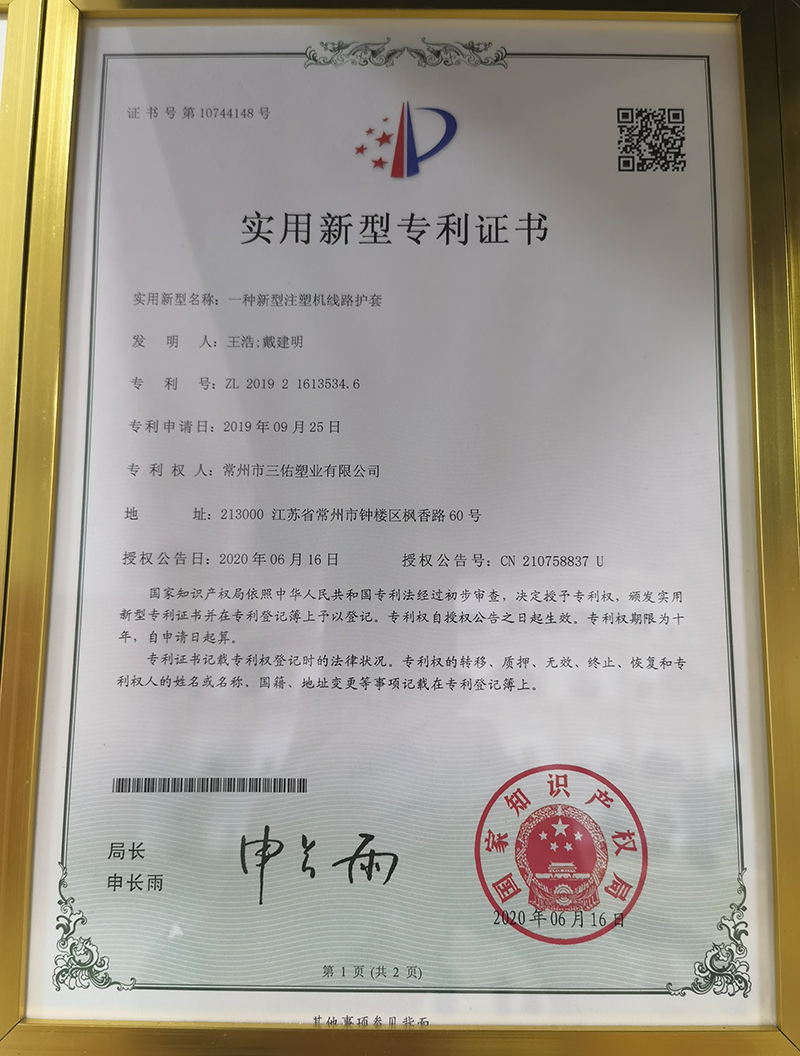 证书号第10744148号
实用新型专利证书
实用新型名称：一种新型注塑机线路护套
发明人：王浩;戴建明
专利号：ZL 2019 2 1613534.6
专利申请日：2019年09月25日
专利权人：常州市三佑塑业有限公司
地址：213000 江苏省常州市钟楼区枫香路60号
授权公告日：2020年06月16日 授权公告号：CN 210758837 U
国家知识产权局依照中华人民共和国专利法经过初步审查，决定授予专利权，颁发实用
新型专利证书并在专利登记簿上予以登记。专利权自授权公告之日起生效。专利权期限为十
年，自申请日起算。
专利证书记载专利权登记时的法律状况。专利权的转移、质押、无效、终止、恢复和专
利权人的姓名或名称、国籍、地址变更等事项记载在专利登记簿上。
局长
申长雨
申长雨
国家知识产权局
2020年06月16日
第1页(共2页)
其他事项参见背面